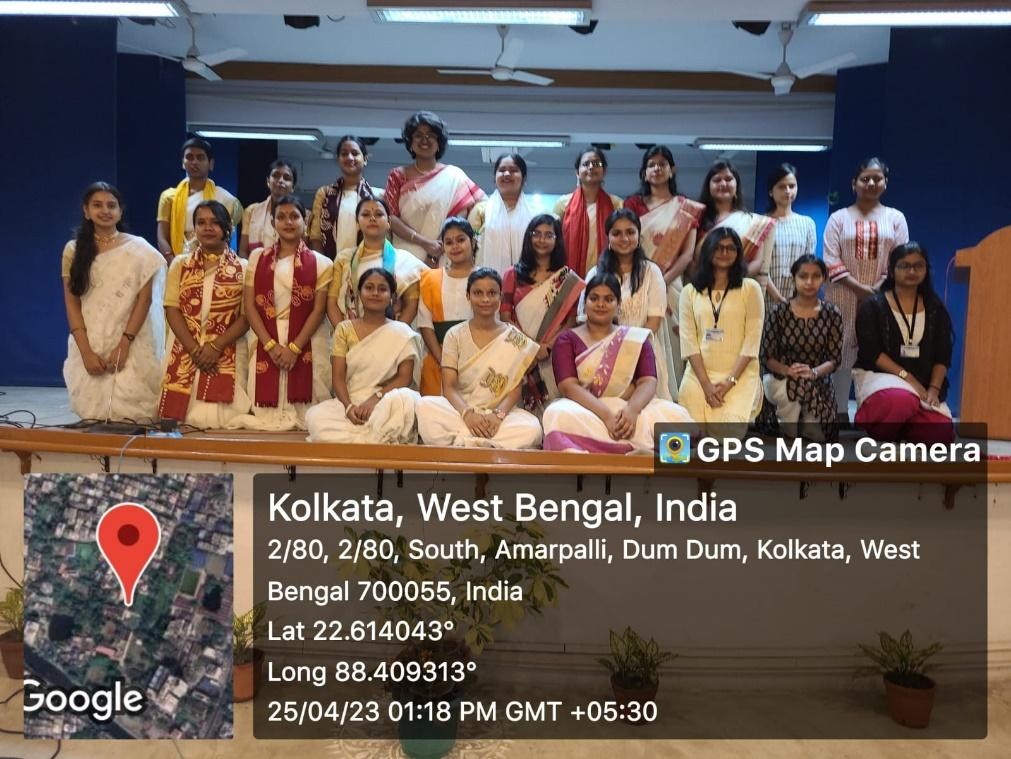 GPS Map Camera
Kolkata, West Bengal, India
2/80, 2/80, South, Amarpalli, Dum Dum, Kolkata, West
Bengal 700055, India
Lat 22.614043°
Long 88.409313°
25/04/23 01:18 PM GMT +05:30
Google